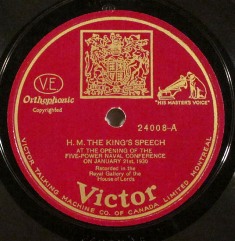 VE
Orthophonic
Copyrighted
"HIS MASTER'S VOICE"
24008-A
H. M. THE KING'S SPEECH
AT THE OPENING OF THE
FIVE-POWER NAVAL CONFERENCE
ON JANUARY 21st, 1930
Recorded in the
Royal Gallery of the
House of Lords
Victor
VICTOR TALKING MACHINE CO. OF CANADA LIMITED MONTREAL